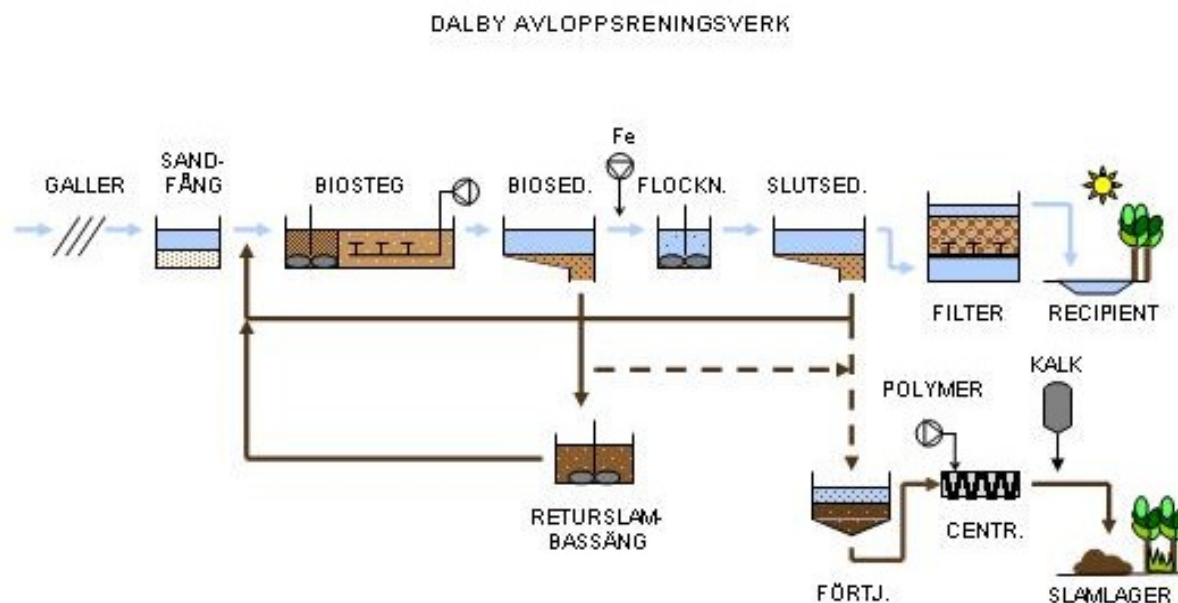 DALBY AVLOPPSRENINGSVERK
Fe
GALLER
SAND-
FÅNG
BIOSTEG
BIOSED.
FLOCKN.
SLUTSED.
FILTER
RECIPIENT
KALK
POLYMER
RETURSLAM-
BASSÄNG
CENTR.
FÖRTJ.
SLAMLAGER